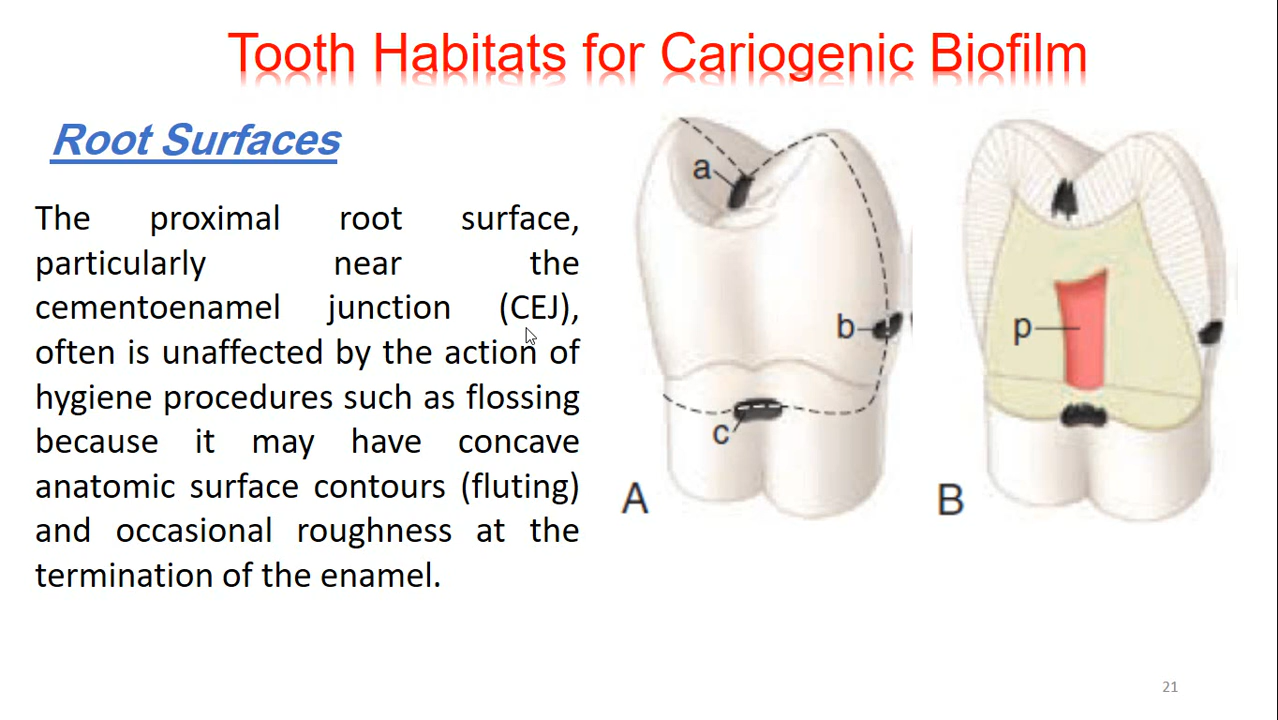 Tooth Habitats for Cariogenic Biofilm
Root Surfaces
The proximal root surface,
particularly near the
cementoenamel junction (CEJ),
often is unaffected by the action of
hygiene procedures such as flossing
because it may have concave
anatomic surface contours (fluting)
and occasional roughness at the
termination of the enamel.
a
b
c
A
p
B
21